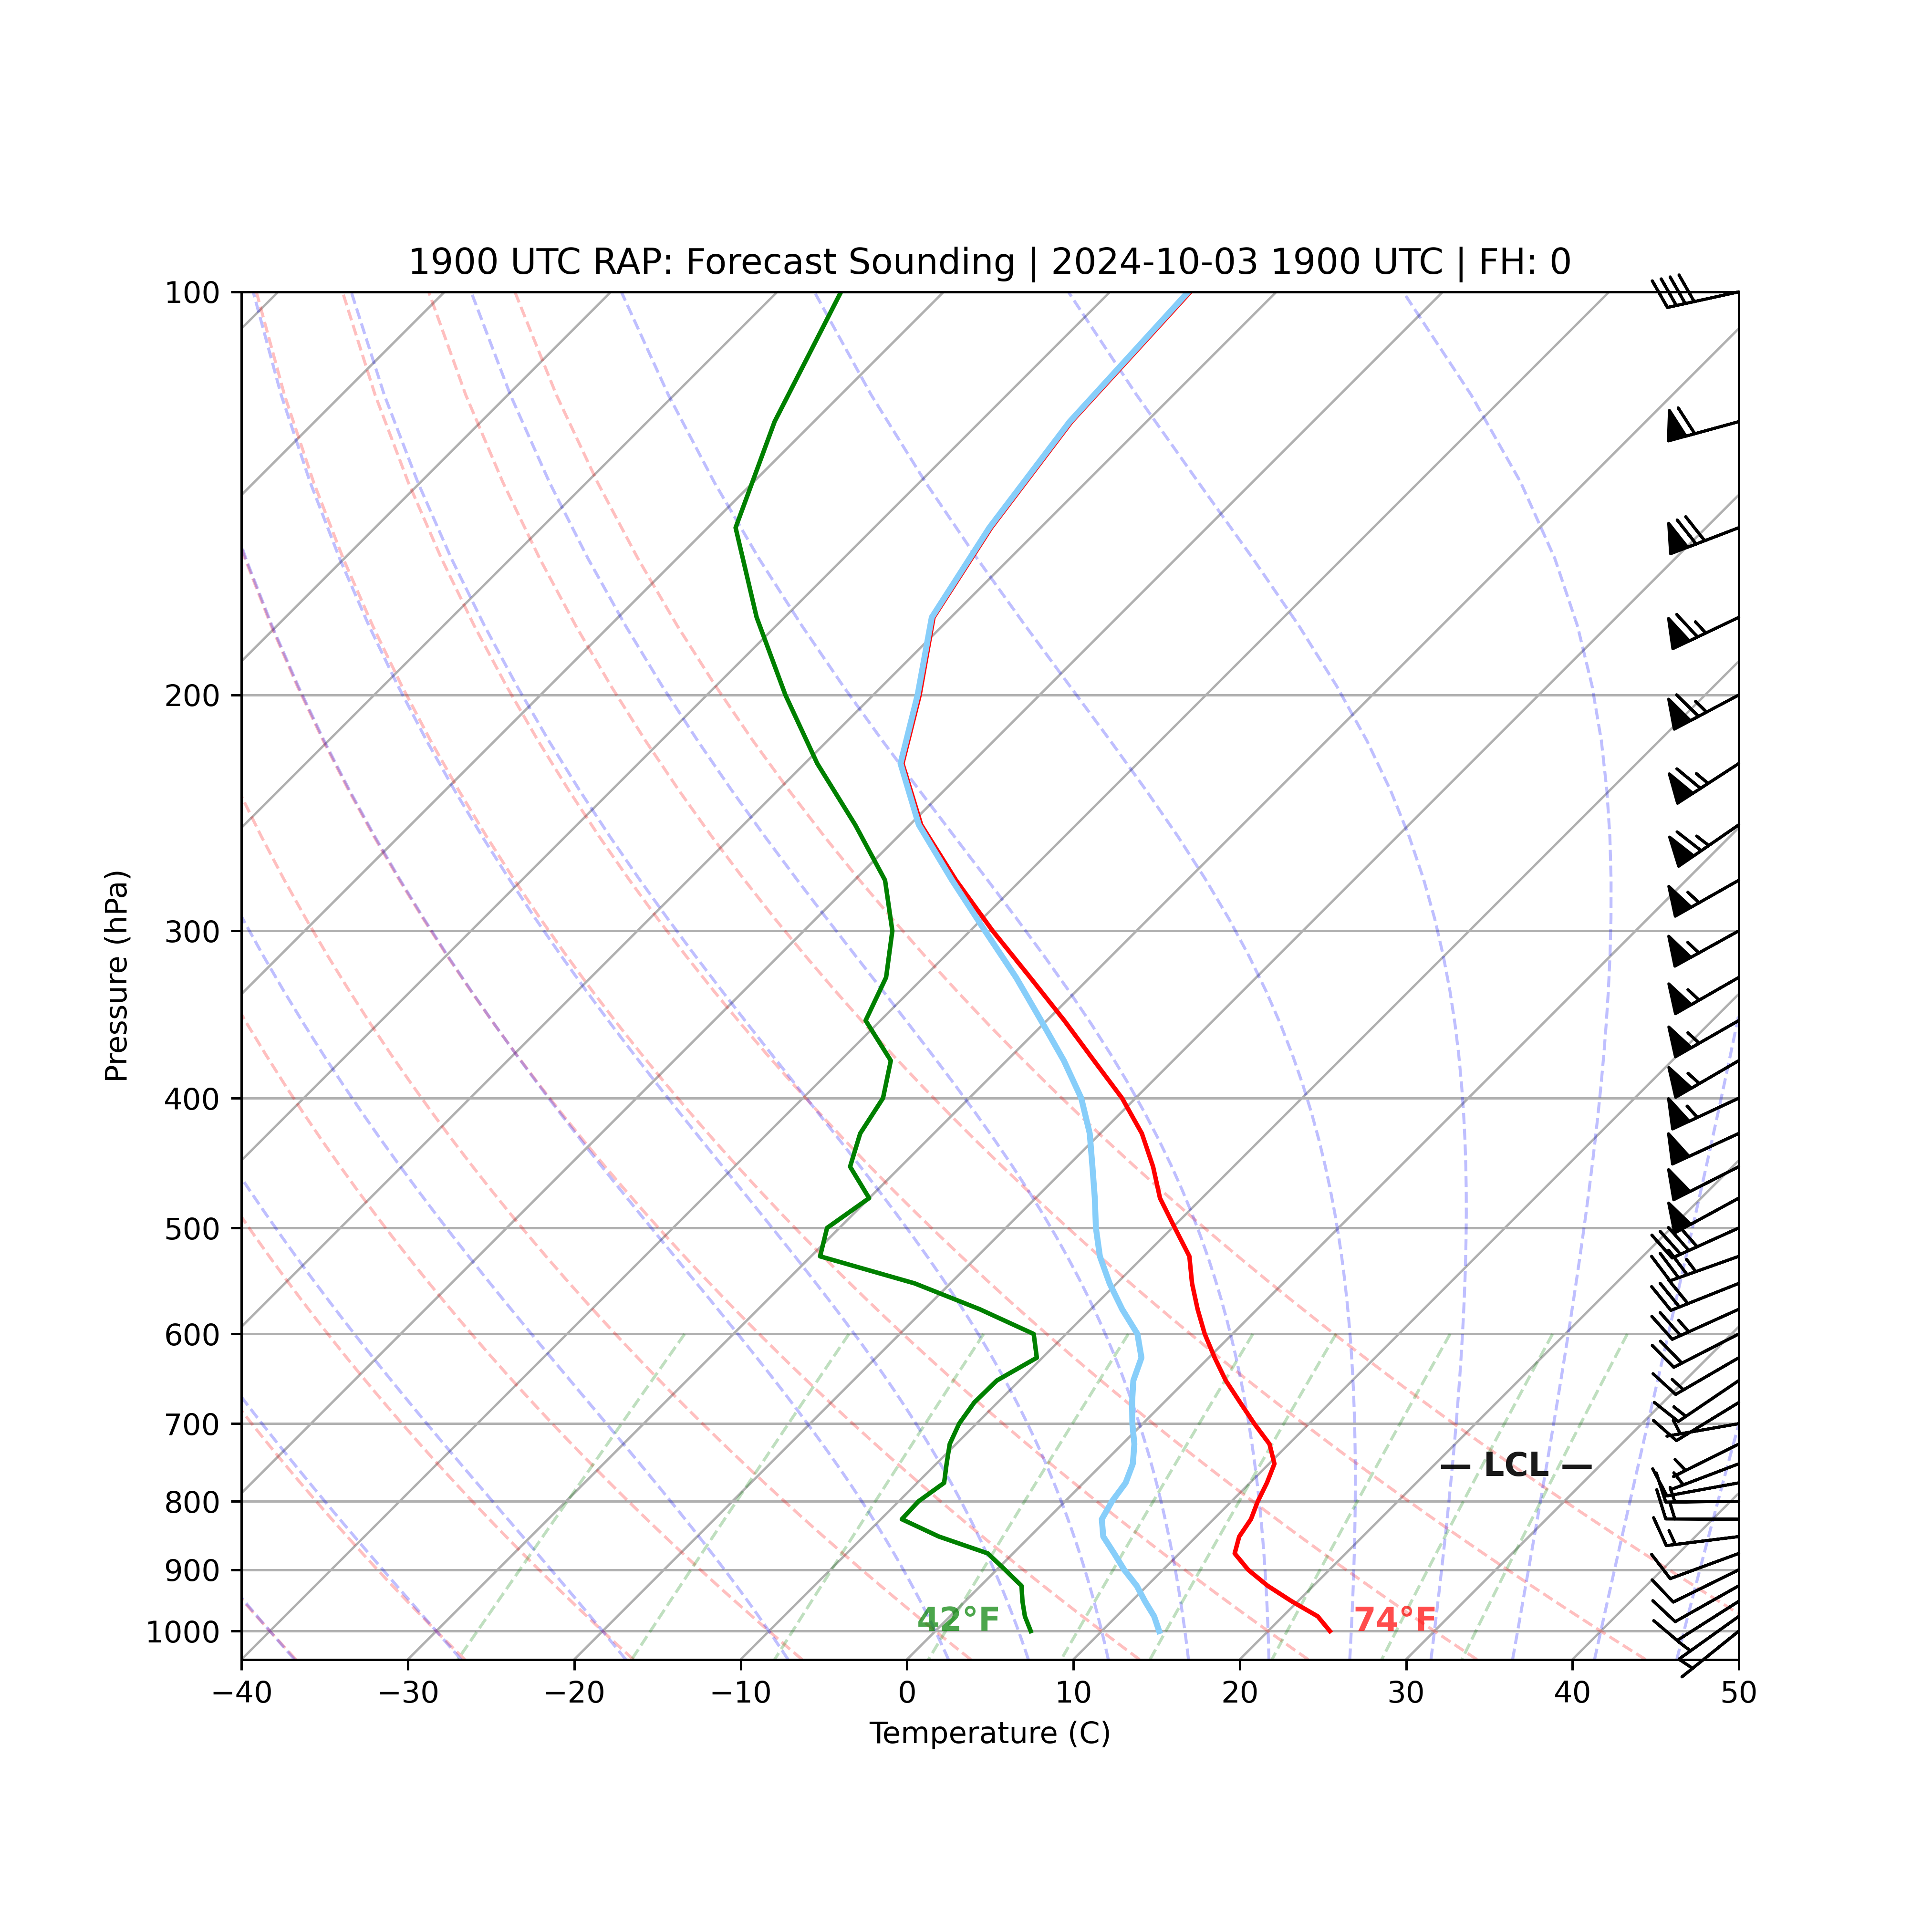 1900 UTC RAP: Forecast Sounding | 2024-10-03 1900 UTC | FH: 0
100
200
300
400
500
600
700
800
900
1000
Pressure (hPa)
— LCL —
42°F
74°F
−40 −30 −20 −10 0 10 20 30 40 50
Temperature (C)